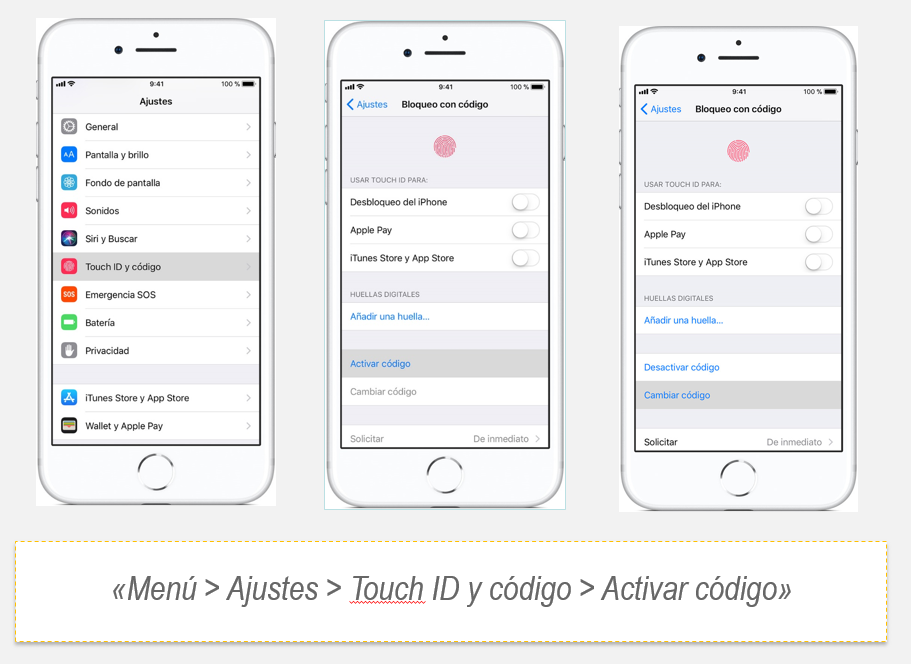 9:41 100 %
Ajustes
General
Pantalla y brillo
Fondo de pantalla
Sonidos
Siri y Buscar
Touch ID y código
SOS Emergencia SOS
Batería
Privacidad
iTunes Store y App Store
Wallet y Apple Pay
9:41 100 %
Ajustes Bloqueo con código
USAR TOUCH ID PARA:
Desbloqueo del iPhone
Apple Pay
iTunes Store y App Store
HUELLAS DIGITALES
Añadir una huella...
Activar código
Cambiar código
Solicitar De inmediato
9:41 100 %
Ajustes Bloqueo con código
USAR TOUCH ID PARA:
Desbloqueo del iPhone
Apple Pay
iTunes Store y App Store
HUELLAS DIGITALES
Añadir una huella...
Desactivar código
Cambiar código
Solicitar De inmediato
«Menú > Ajustes > Touch ID y código > Activar código»